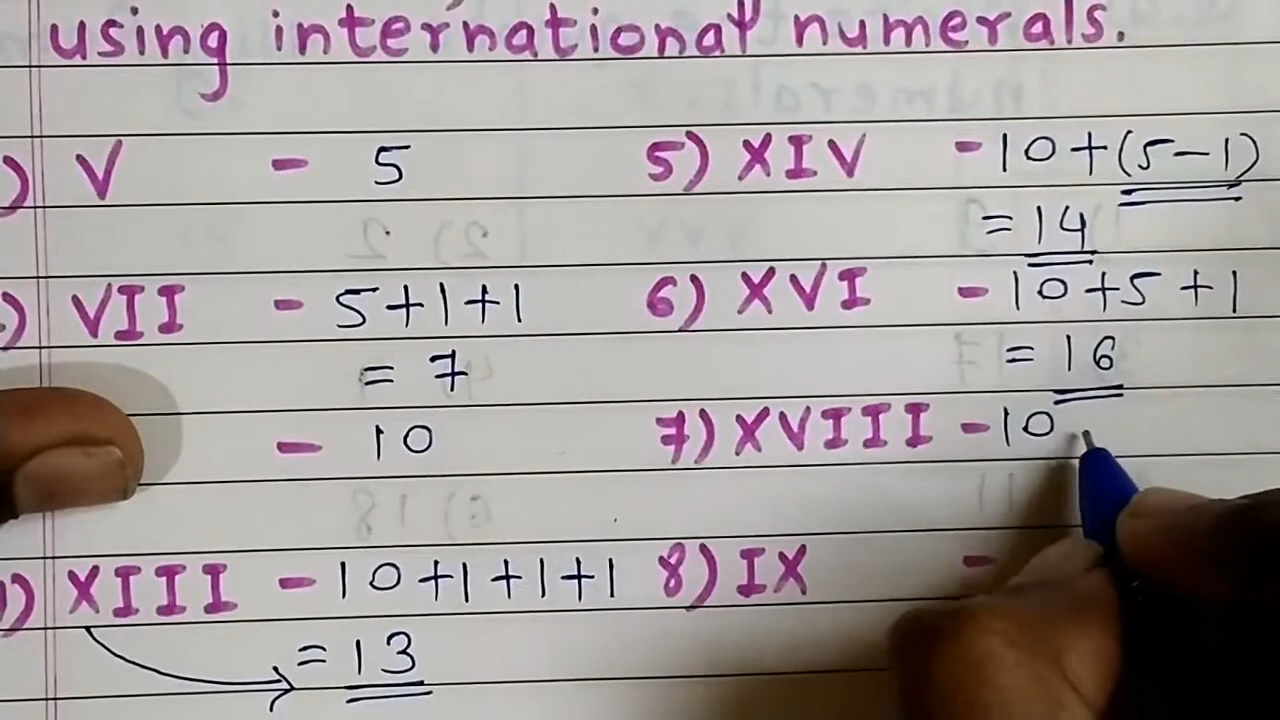 using international numerals.
) V - 5
) VII - 5+1+1
= 7
- 10
) XIII - 10+1+1+1
= 13
5) XIV - 10+(5-1)
= 14
6) XVI - 10+5+1
= 16
7) XVIII - 10
8) IX -